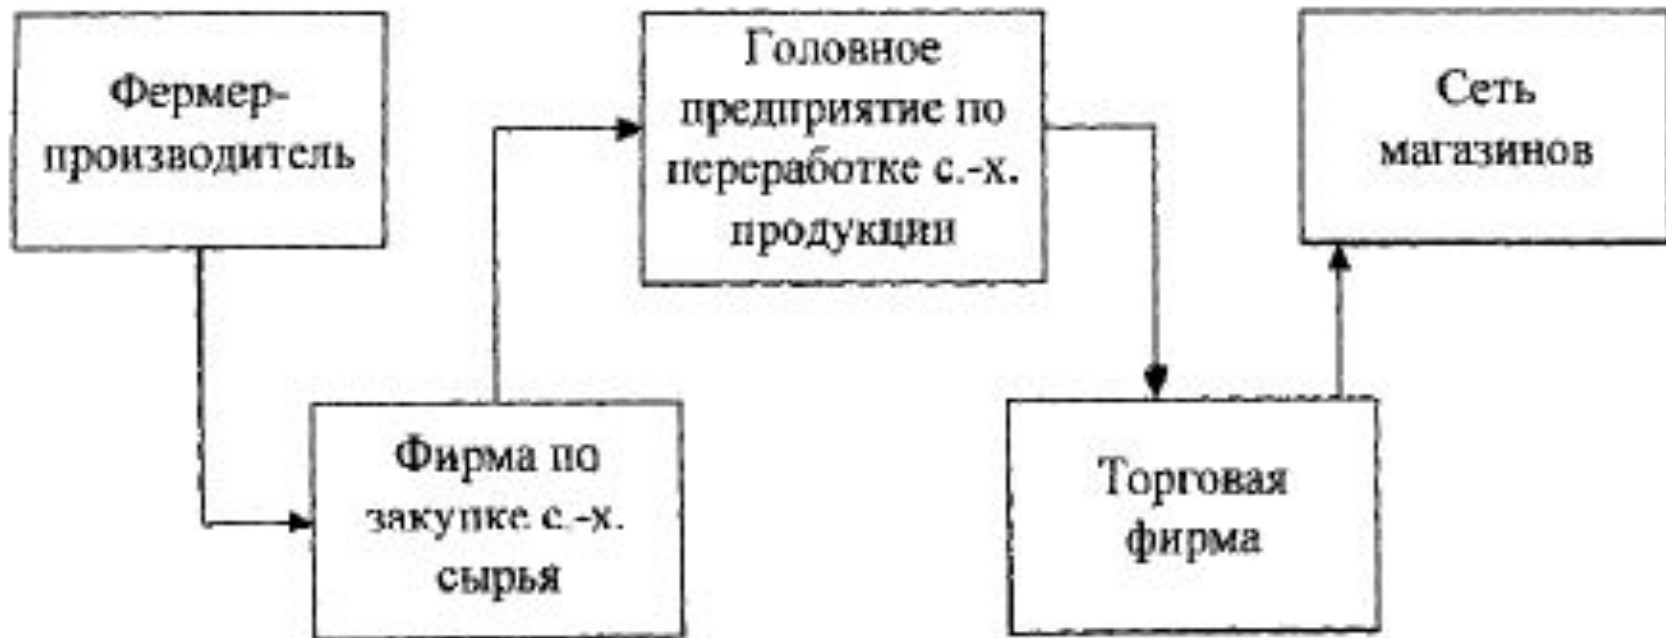 Фермер-
производитель
Фирма по
закупке с.-х.
сырья
Головное
предприятие по
переработке с.-х.
продукции
Торговая
фирма
Сеть
магазинов